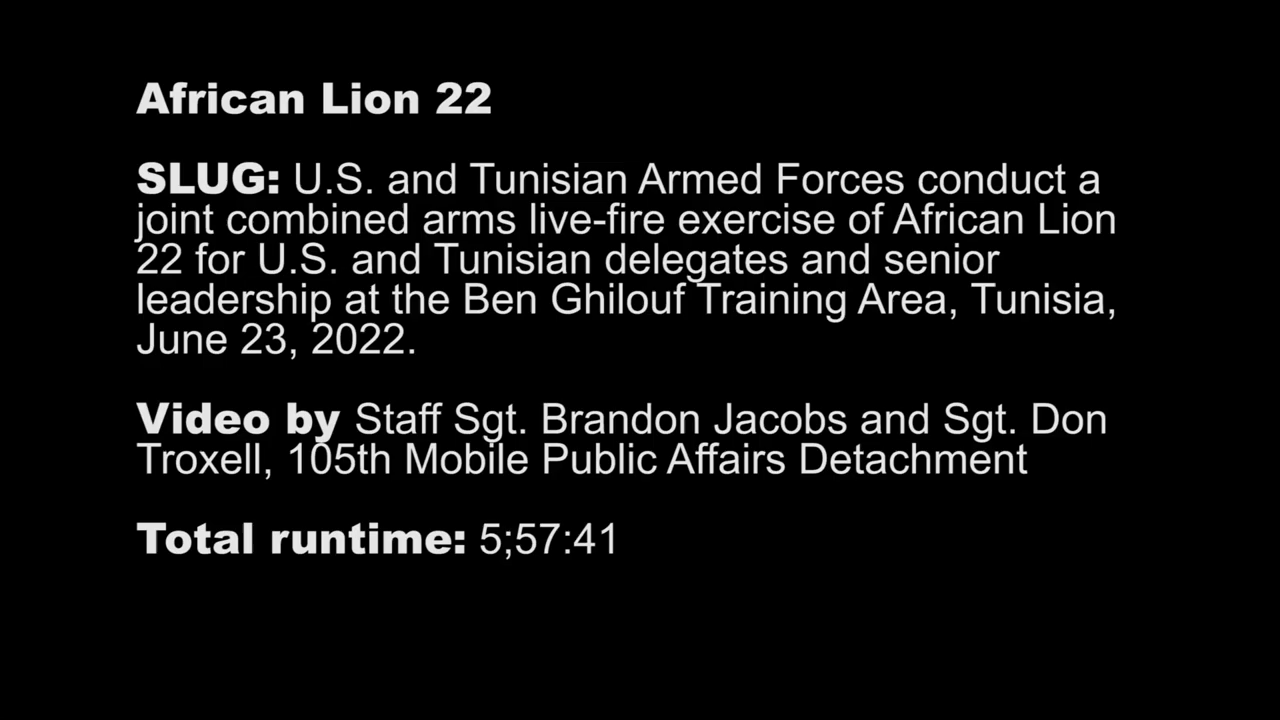 African Lion 22
SLUG: U.S. and Tunisian Armed Forces conduct a
joint combined arms live-fire exercise of African Lion
22 for U.S. and Tunisian delegates and senior
leadership at the Ben Ghilouf Training Area, Tunisia,
June 23, 2022.
Video by Staff Sgt. Brandon Jacobs and Sgt. Don
Troxell, 105th Mobile Public Affairs Detachment
Total runtime: 5;57:41